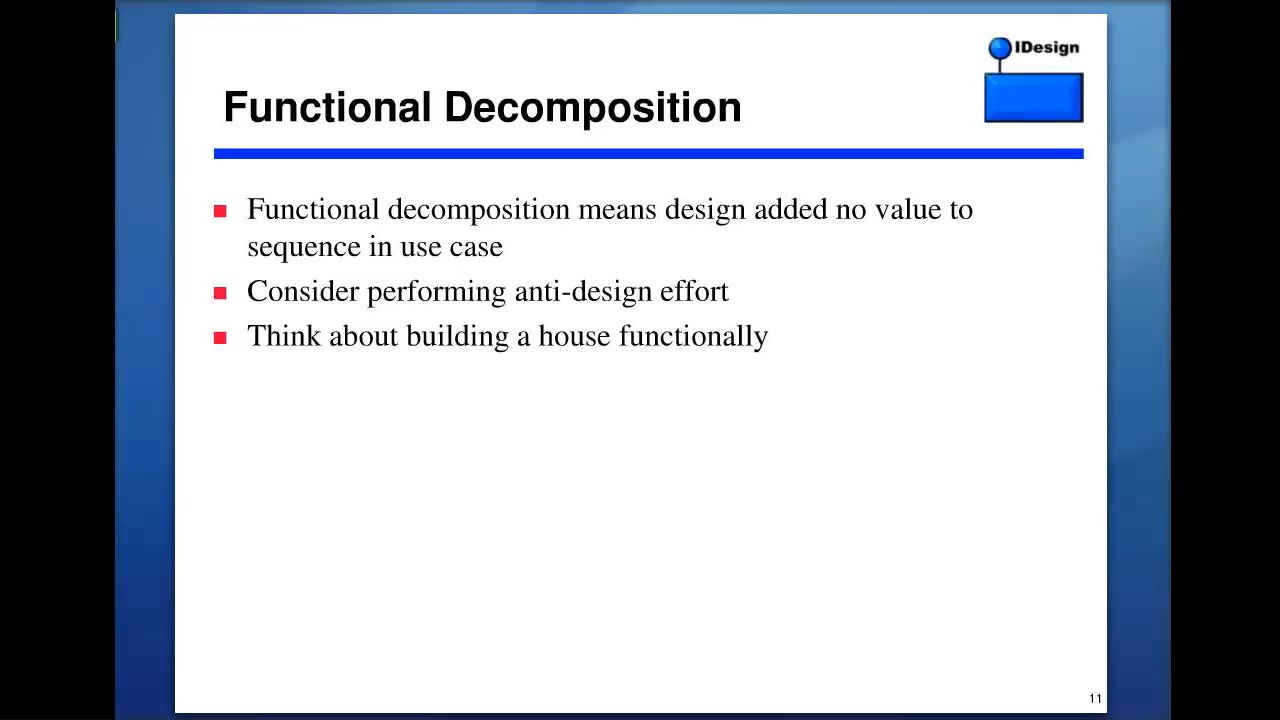 IDesign
Functional Decomposition
Functional decomposition means design added no value to
sequence in use case
Consider performing anti-design effort
Think about building a house functionally
11